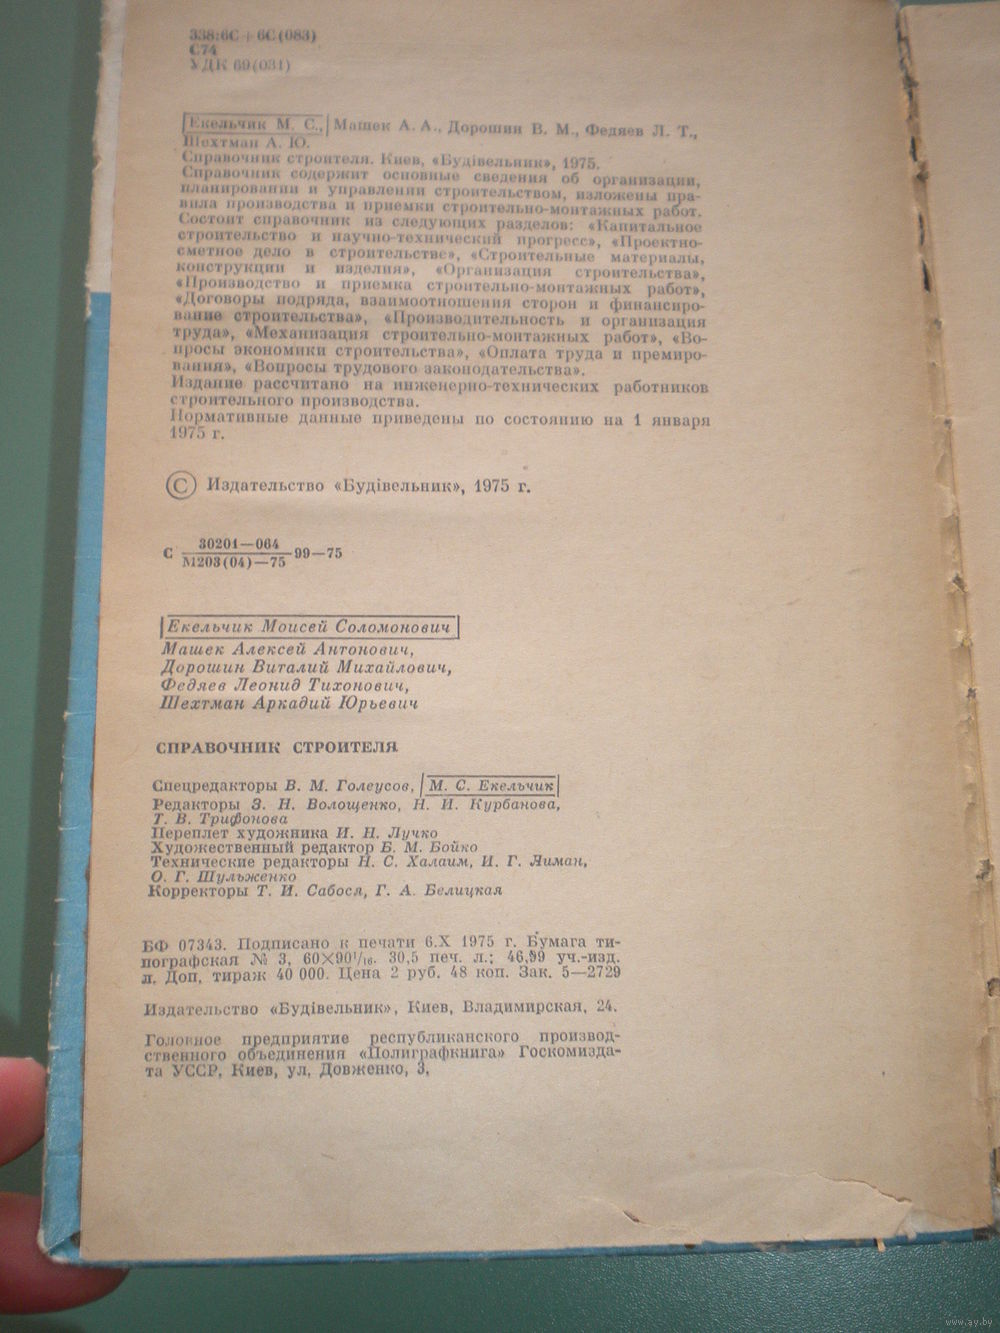 338:6С + 6С(083)
С74
УДК 69(031)
Екельчик М. С., Машек А. А., Дорошин В. М., Федяев Л. Т.,
Шехтман А. Ю.
Справочник строителя. Киев, «Будівельник», 1975.
Справочник содержит основные сведения об организации,
планировании и управлении строительством, изложены пра-
вила производства и приемки строительно-монтажных работ.
Состоит справочник из следующих разделов: «Капитальное
строительство и научно-технический прогресс», «Проектно-
сметное дело в строительстве», «Строительные материалы,
конструкции и изделия», «Организация строительства»,
«Производство и приемка строительно-монтажных работ»,
«Договоры подряда, взаимоотношения сторон и финансиро-
вание строительства», «Производительность и организация
труда», «Механизация строительно-монтажных работ», «Во-
просы экономики строительства», «Оплата труда и премиро-
вания», «Вопросы трудового законодательства».
Издание рассчитано на инженерно-технических работников
строительного производства.
Нормативные данные приведены по состоянию на 1 января
1975 г.
© Издательство «Будівельник», 1975 г.
30201—064
С 99—75
М203(04)—75
Екельчик Моисей Соломонович
Машек Алексей Антонович,
Дорошин Виталий Михайлович,
Федяев Леонид Тихонович,
Шехтман Аркадий Юрьевич
СПРАВОЧНИК СТРОИТЕЛЯ
Спецредакторы В. М. Голеусов, М. С. Екельчик
Редакторы З. Н. Волощенко, Н. И. Курбанова,
Т. В. Трифонова
Переплет художника И. Н. Лучко
Художественный редактор Б. М. Бойко
Технические редакторы Н. С. Халаим, И. Г. Лиман,
О. Г. Шульженко
Корректоры Т. И. Сабося, Г. А. Белицкая
БФ 07343. Подписано к печати 6.X 1975 г. Бумага ти-
пографская № 3, 60×90¹/₁₆. 30,5 печ. л.; 46,99 уч.-изд.
л. Доп. тираж 40 000. Цена 2 руб. 48 коп. Зак. 5—2729
Издательство «Будівельник», Киев, Владимирская, 24.
Головное предприятие республиканского производ-
ственного объединения «Полиграфкнига» Госкомизда-
та УССР, Киев, ул. Довженко, 3.
www.ay.by